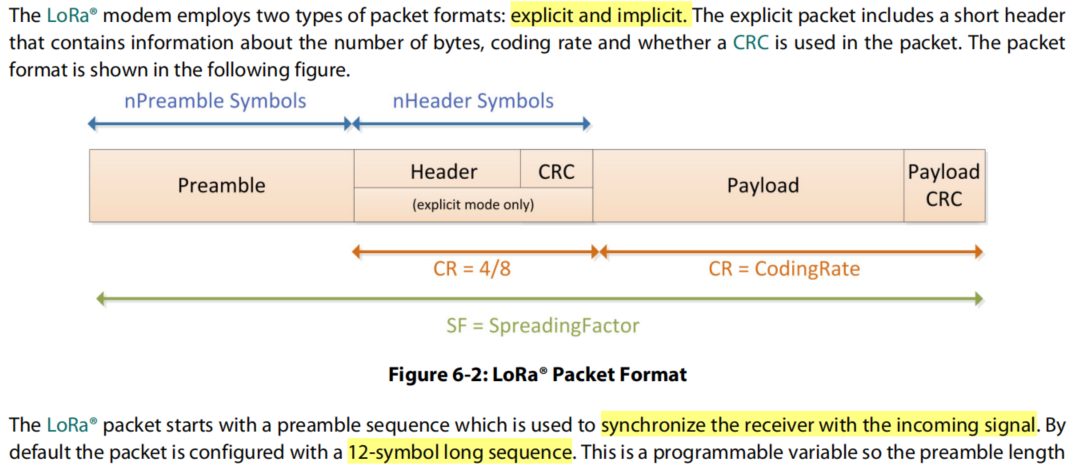 The LoRa® modem employs two types of packet formats: explicit and implicit. The explicit packet includes a short header
that contains information about the number of bytes, coding rate and whether a CRC is used in the packet. The packet
format is shown in the following figure.
nPreamble Symbols
nHeader Symbols
Preamble
Header
CRC
(explicit mode only)
Payload
Payload
CRC
CR = 4/8
CR = CodingRate
SF = SpreadingFactor
Figure 6-2: LoRa® Packet Format
The LoRa® packet starts with a preamble sequence which is used to synchronize the receiver with the incoming signal. By
default the packet is configured with a 12-symbol long sequence. This is a programmable variable so the preamble length